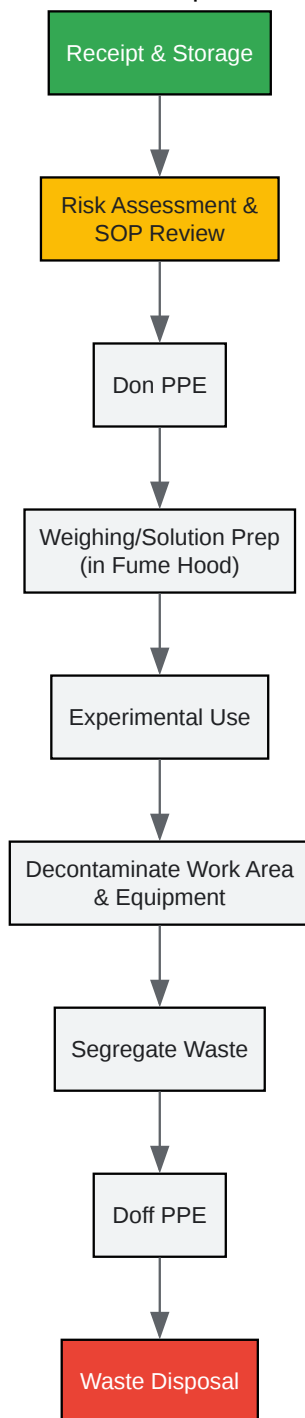 Receipt & Storage
Risk Assessment &
SOP Review
Don PPE
Weighing/Solution Prep
(in Fume Hood)
Experimental Use
Decontaminate Work Area
& Equipment
Segregate Waste
Doff PPE
Waste Disposal